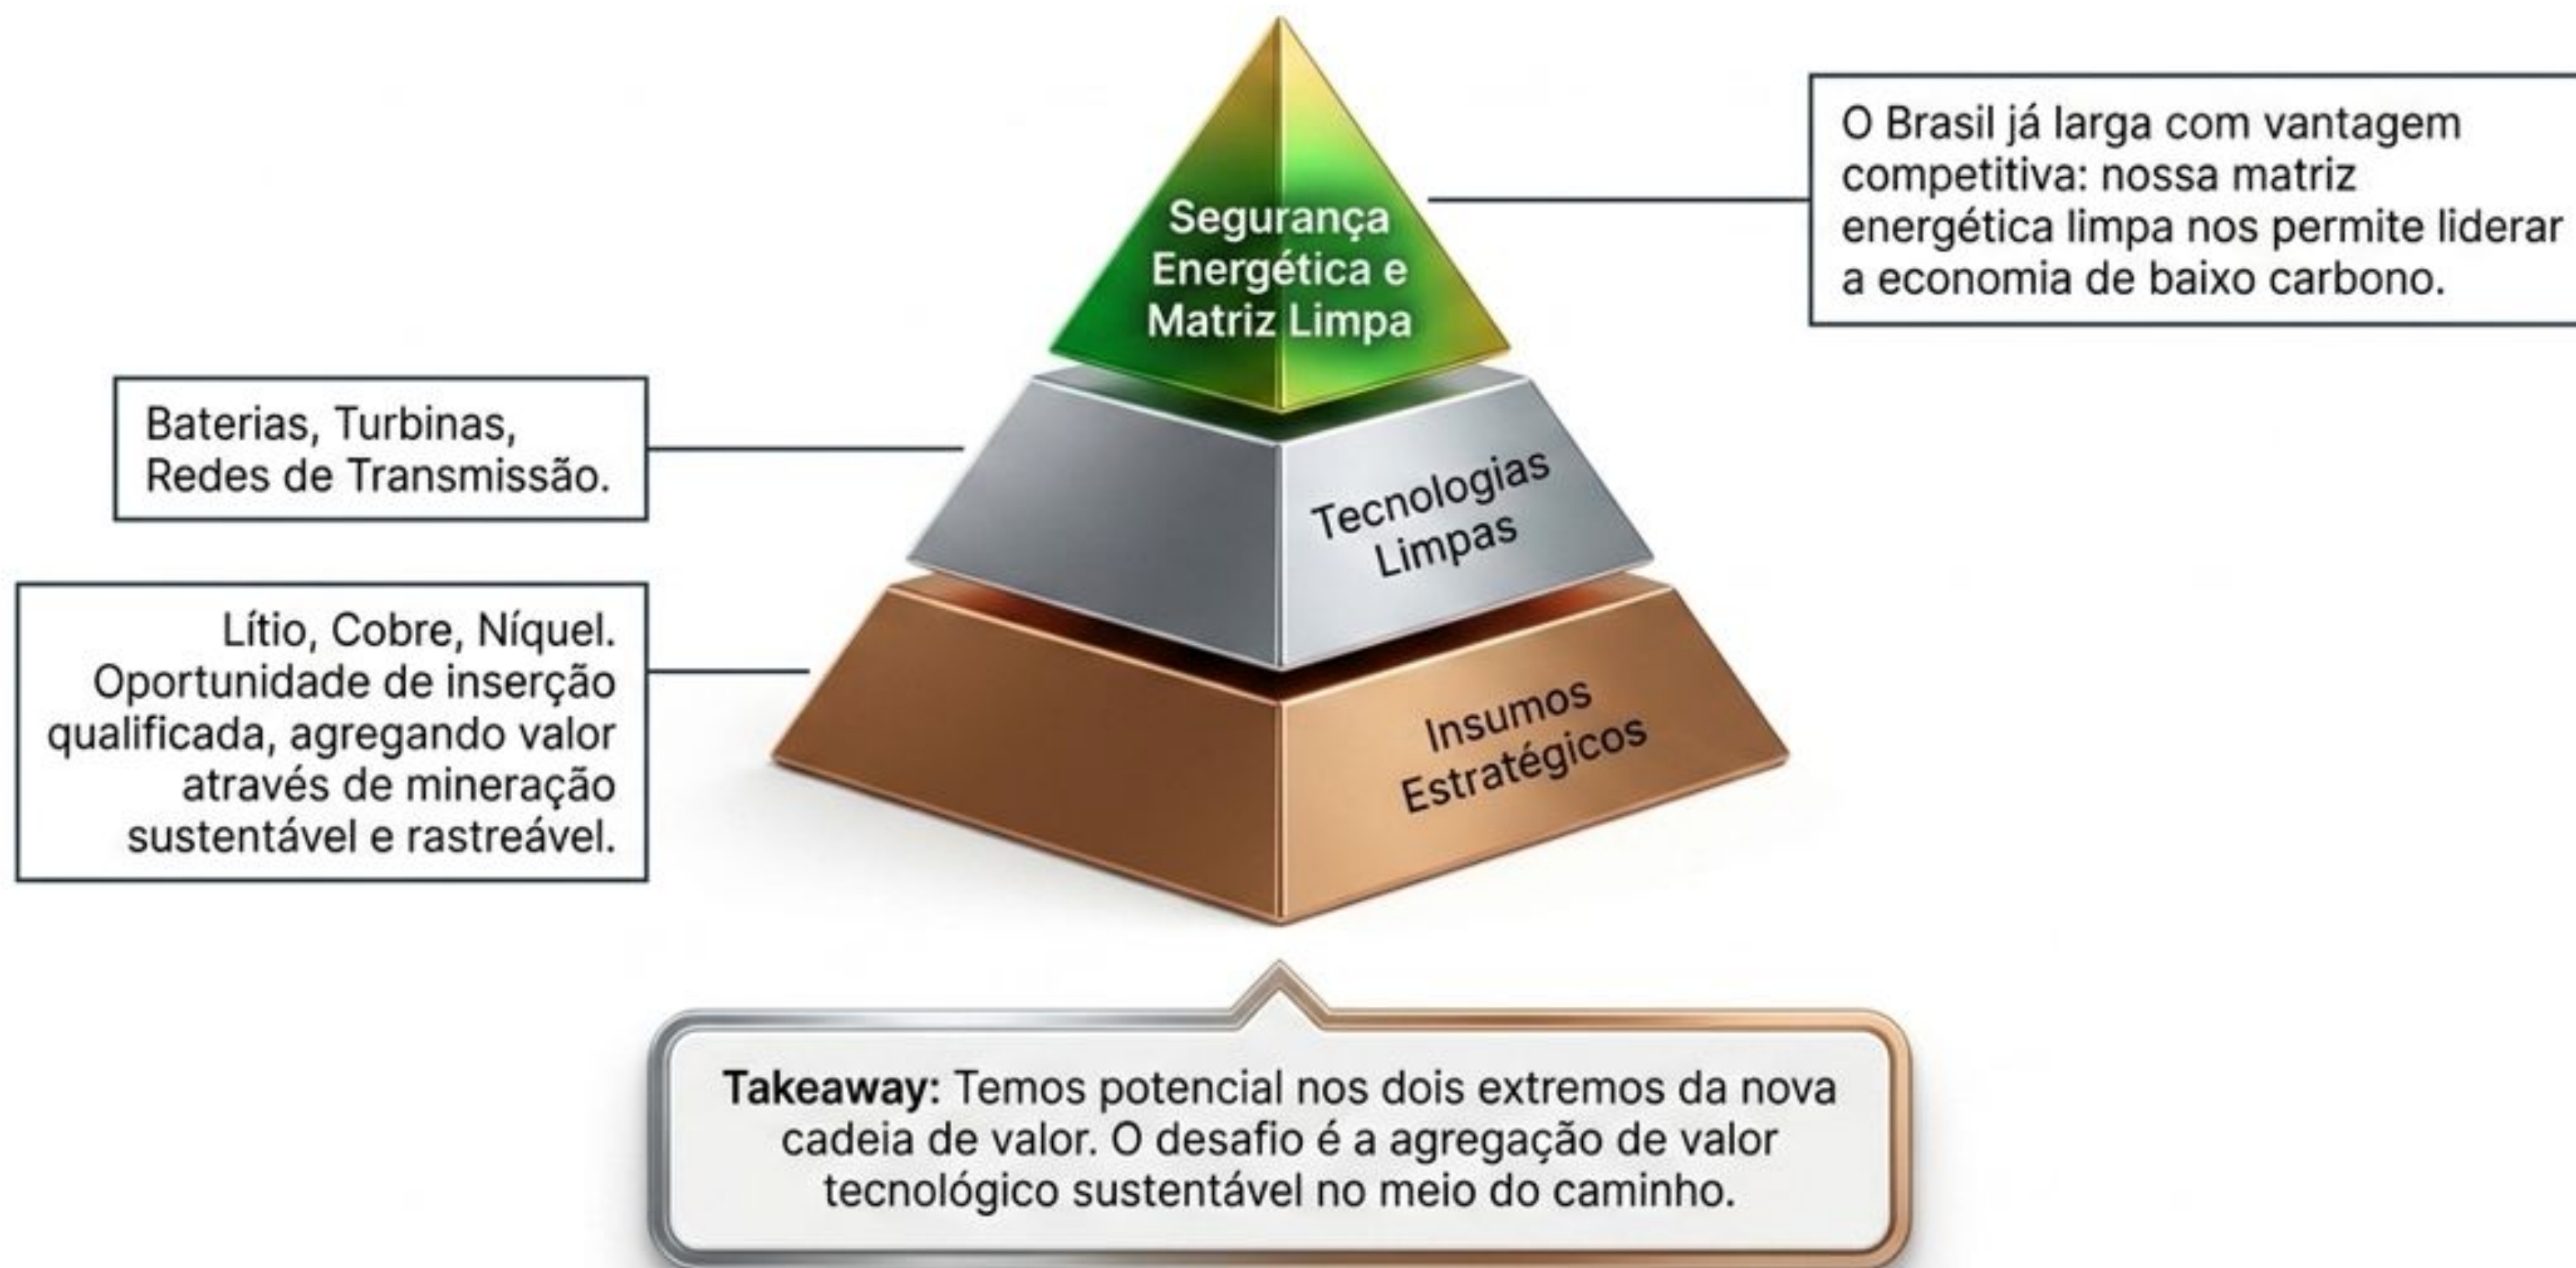 Segurança
Energética e
Matriz Limpa
O Brasil já larga com vantagem
competitiva: nossa matriz
energética limpa nos permite liderar
a economia de baixo carbono.
Baterias, Turbinas,
Redes de Transmissão.
Tecnologias
Limpas
Lítio, Cobre, Níquel.
Oportunidade de inserção
qualificada, agregando valor
através de mineração
sustentável e rastreável.
Insumos
Estratégicos
Takeaway: Temos potencial nos dois extremos da nova
cadeia de valor. O desafio é a agregação de valor
tecnológico sustentável no meio do caminho.